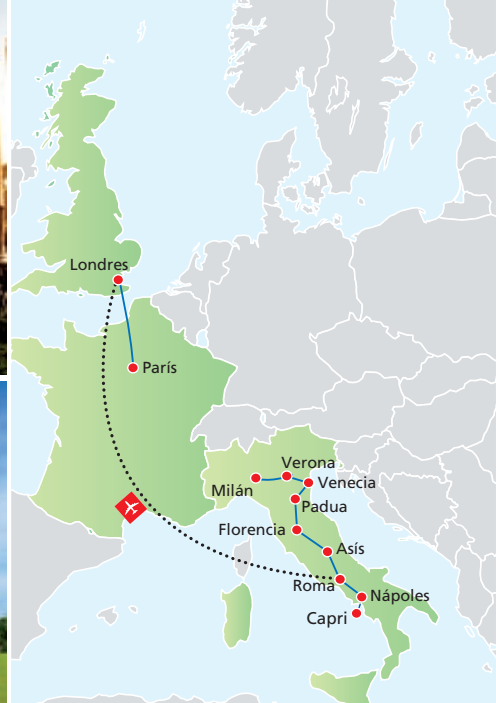 Londres
París
Verona
Venecia
Milán
Padua
Florencia
Asís
Roma
Nápoles
Capri